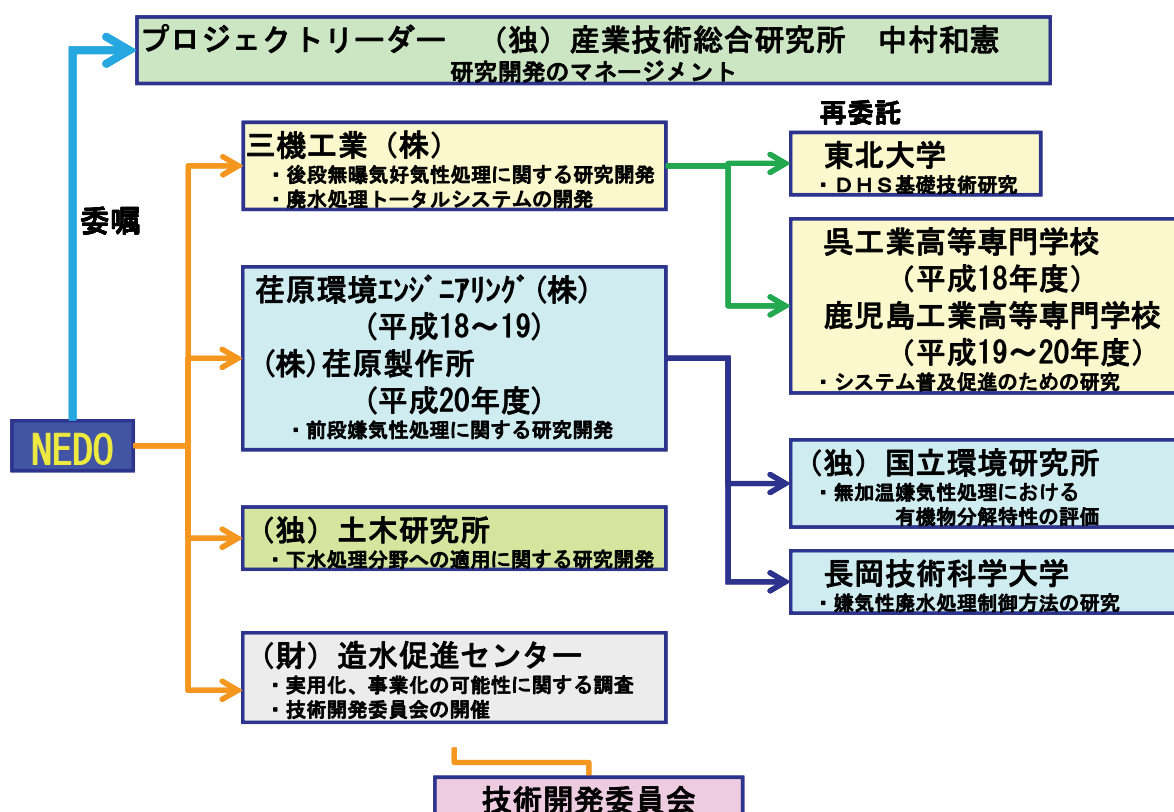 プロジェクトリーダー (独)産業技術総合研究所 中村和憲
研究開発のマネージメント
委嘱
NEDO
三機工業(株)
・後段無曝気好気性処理に関する研究開発
・廃水処理トータルシステムの開発
荏原環境エンジニアリング(株)
(平成18~19)
(株)荏原製作所
(平成20年度)
・前段嫌気性処理に関する研究開発
(独)土木研究所
・下水処理分野への適用に関する研究開発
(財)造水促進センター
・実用化、事業化の可能性に関する調査
・技術開発委員会の開催
技術開発委員会
再委託
東北大学
・DHS基礎技術研究
呉工業高等専門学校
(平成18年度)
鹿児島工業高等専門学校
(平成19~20年度)
・システム普及促進のための研究
(独)国立環境研究所
・無加温嫌気性処理における
有機物分解特性の評価
長岡技術科学大学
・嫌気性廃水処理制御方法の研究